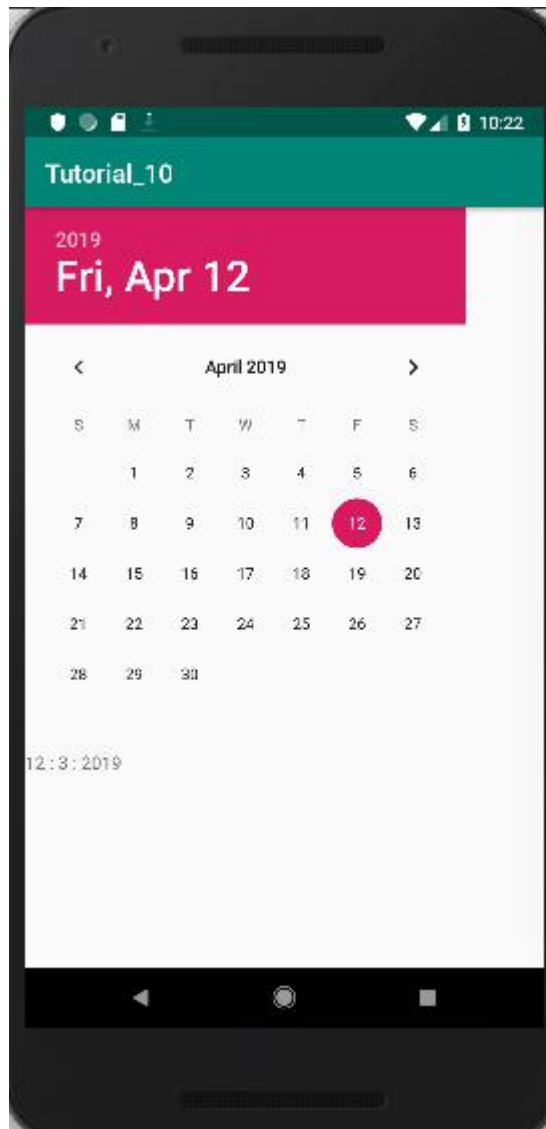 10:22
Tutorial_10
2019
Fri, Apr 12
April 2019
S M T W T F S
1 2 3 4 5 6
7 8 9 10 11 12 13
14 15 16 17 18 19 20
21 22 23 24 25 26 27
28 29 30
12 : 3 : 2019